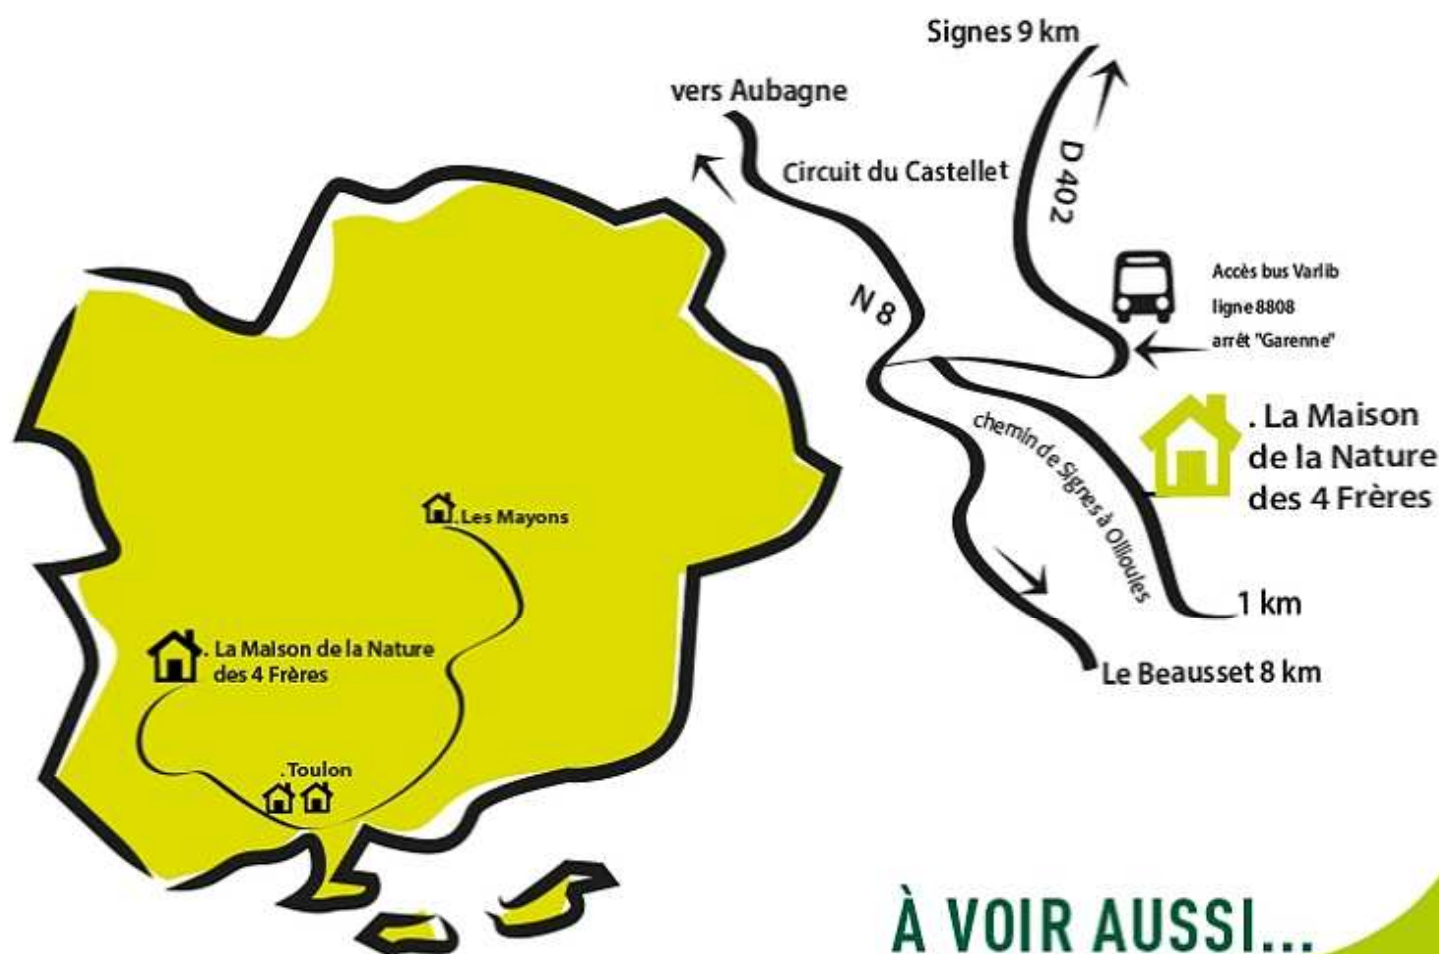 Signes 9 km
vers Aubagne
Circuit du Castellet
D 402
N 8
Accès bus Varlib
ligne 8808
arrêt "Garenne"
. La Maison
de la Nature
des 4 Frères
chemin de Signes à Ollioules
1 km
Le Beausset 8 km
.Les Mayons
. La Maison de la Nature
des 4 Frères
.Toulon
À VOIR AUSSI...